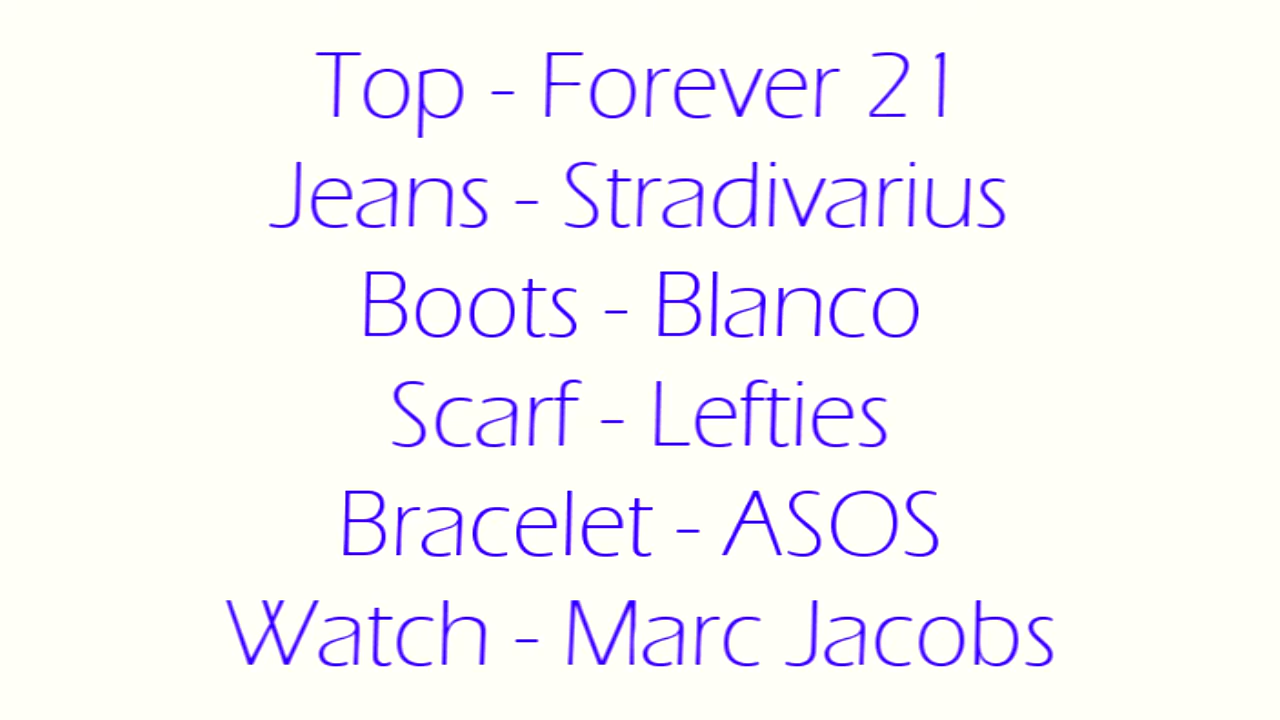 Top - Forever 21
Jeans - Stradivarius
Boots - Blanco
Scarf - Lefties
Bracelet - ASOS
Watch - Marc Jacobs